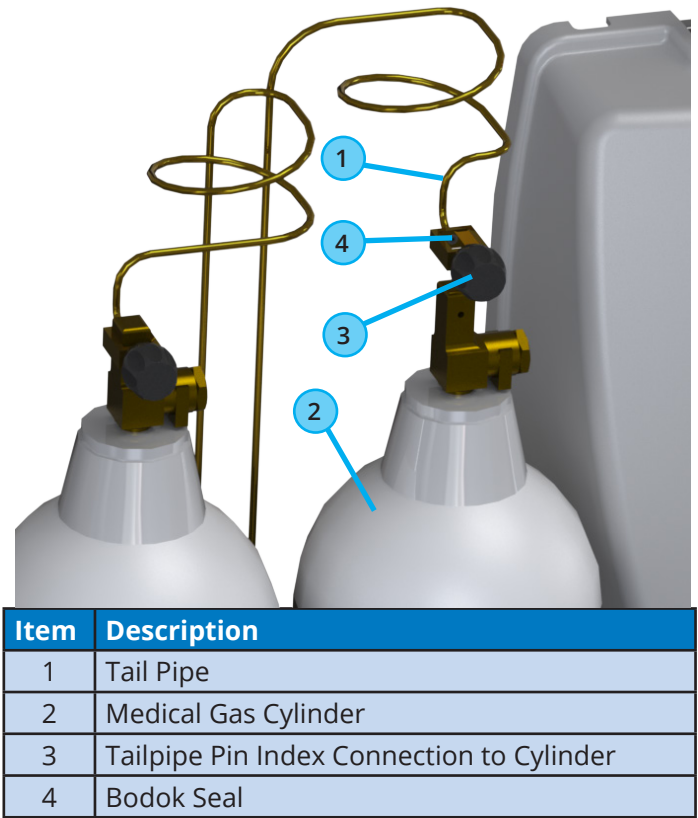 1
4
3
2
Item Description
1 Tail Pipe
2 Medical Gas Cylinder
3 Tailpipe Pin Index Connection to Cylinder
4 Bodok Seal